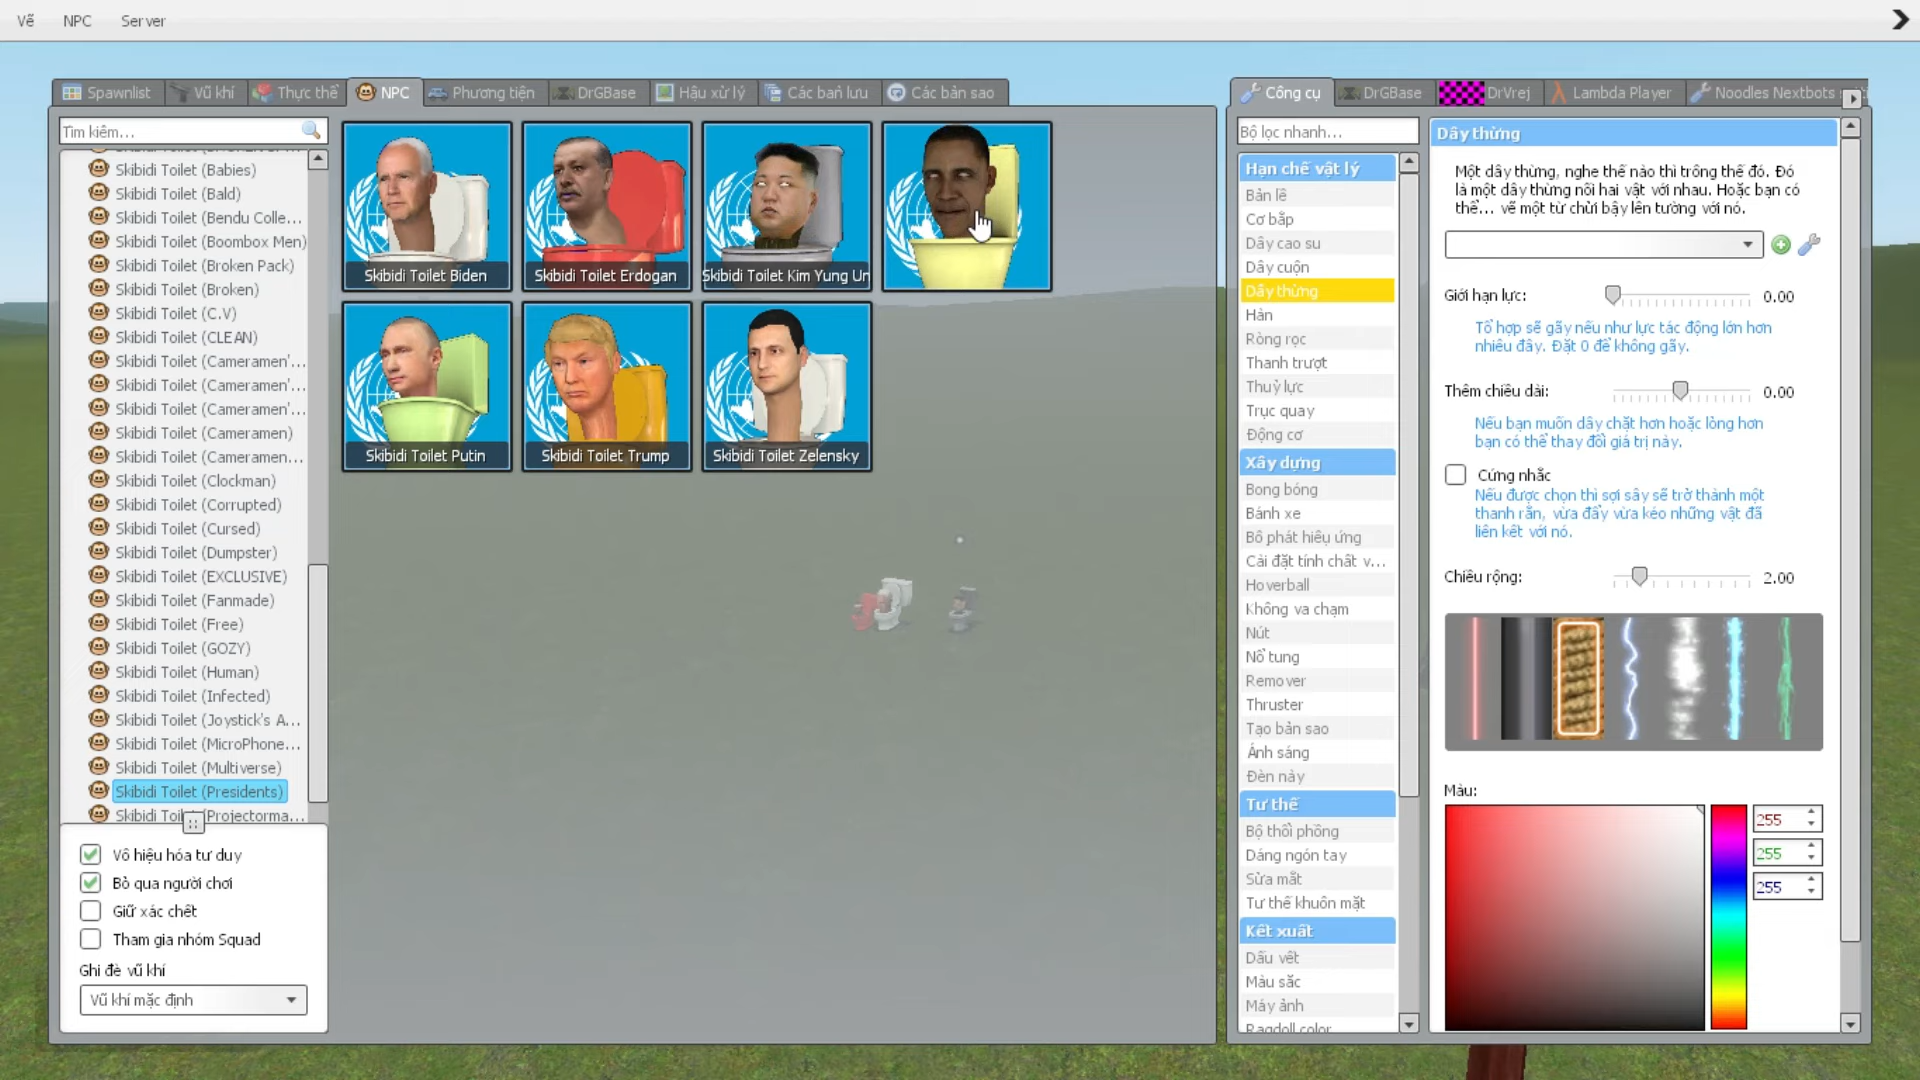 Vẽ NPC Server
Spawnlist Vũ khí Thực thể NPC Phương tiện DrGBase Hậu xử lý Các bản lưu Các bản sao
Tìm kiếm...
Skibidi Toilet (Babies)
Skibidi Toilet (Bald)
Skibidi Toilet (Bendu Colle...
Skibidi Toilet (Boombox Men)
Skibidi Toilet (Broken Pack)
Skibidi Toilet (Broken)
Skibidi Toilet (C.V)
Skibidi Toilet (CLEAN)
Skibidi Toilet (Cameramen'...
Skibidi Toilet (Cameramen'...
Skibidi Toilet (Cameramen'...
Skibidi Toilet (Cameramen)
Skibidi Toilet (Cameramen...
Skibidi Toilet (Clockman)
Skibidi Toilet (Corrupted)
Skibidi Toilet (Cursed)
Skibidi Toilet (Dumpster)
Skibidi Toilet (EXCLUSIVE)
Skibidi Toilet (Fanmade)
Skibidi Toilet (Free)
Skibidi Toilet (GOZY)
Skibidi Toilet (Human)
Skibidi Toilet (Infected)
Skibidi Toilet (Joystick's A...
Skibidi Toilet (MicroPhone...
Skibidi Toilet (Multiverse)
Skibidi Toilet (Presidents)
Skibidi (Projectorma...
Vô hiệu hóa tư duy
Bỏ qua người chơi
Giữ xác chết
Tham gia nhóm Squad
Ghi đè vũ khí
Vũ khí mặc định
Skibidi Toilet Biden
Skibidi Toilet Erdogan
Skibidi Toilet Kim Yung Un
Skibidi Toilet Putin
Skibidi Toilet Trump
Skibidi Toilet Zelensky
Công cụ DrGBase DrVrej Lambda Player Noodles Nextbots
Bộ lọc nhanh...
Hạn chế vật lý
Bản lề
Cơ bắp
Dây cao su
Dây cuộn
Dây thừng
Hàn
Ròng rọc
Thanh trượt
Thuỷ lực
Trục quay
Động cơ
Xây dựng
Bong bóng
Bánh xe
Bộ phát hiệu ứng
Cài đặt tính chất v...
Hoverball
Không va chạm
Nút
Nổ tung
Remover
Thruster
Tạo bản sao
Ánh sáng
Đèn này
Tư thế
Bộ thổi phồng
Dáng ngón tay
Sửa mắt
Tư thế khuôn mặt
Kết xuất
Dấu vết
Màu sắc
Máy ảnh
Ragdoll color
Dây thừng
Một dây thừng, nghe thế nào thì trông thế đó. Đó
là một dây thừng nối hai vật với nhau. Hoặc bạn có
thể... vẽ một từ chửi bậy lên tường với nó.
Giới hạn lực: 0.00
Tổ hợp sẽ gãy nếu như lực tác động lớn hơn
nhiêu đây. Đặt 0 để không gãy.
Thêm chiều dài: 0.00
Nếu bạn muốn dây chặt hơn hoặc lỏng hơn
bạn có thể thay đổi giá trị này.
Cứng nhắc
Nếu được chọn thì sợi sây sẽ trở thành một
thanh rắn, vừa đẩy vừa kéo những vật đã
liên kết với nó.
Chiều rộng: 2.00
Màu:
255
255
255